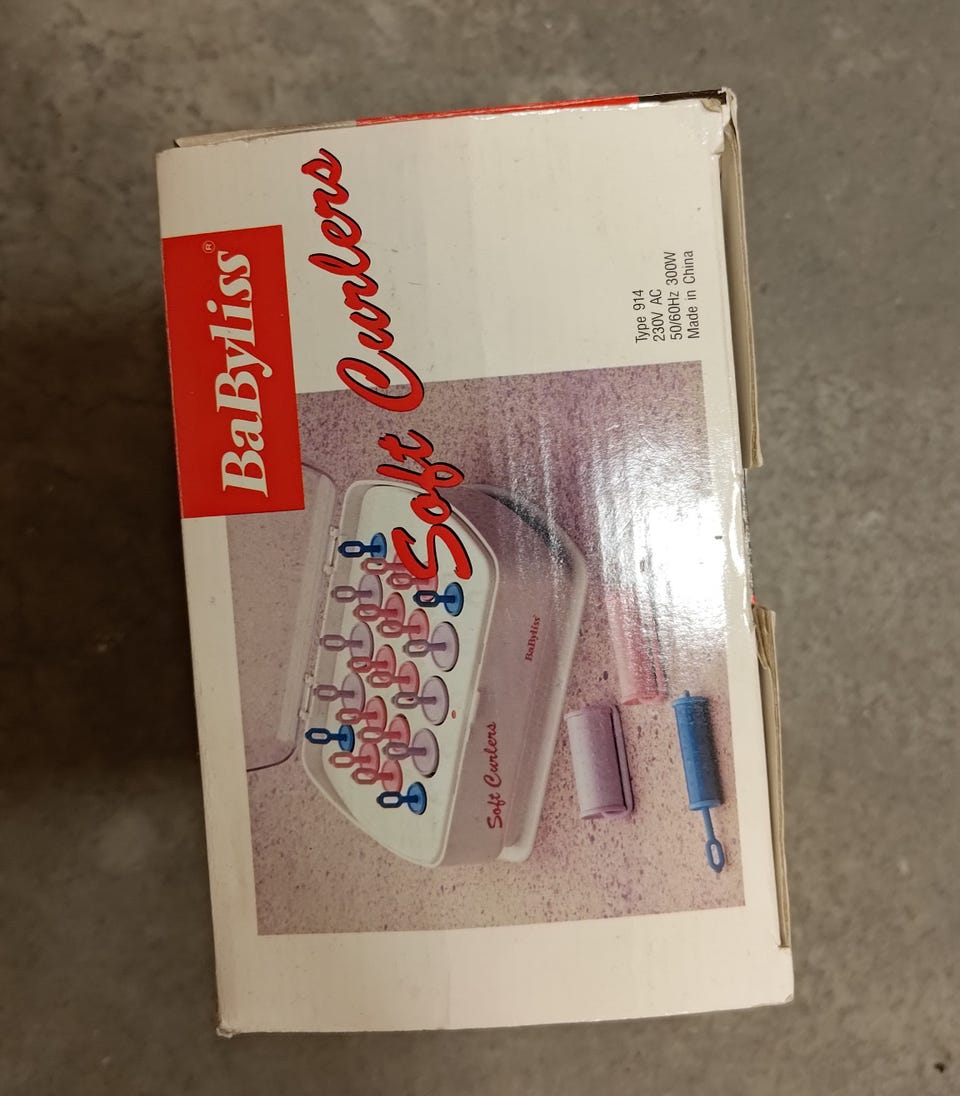 BaByliss®
Soft Curlers
Type 914
230V AC
50/60Hz 300W
Made in China
BaByliss
Soft Curlers